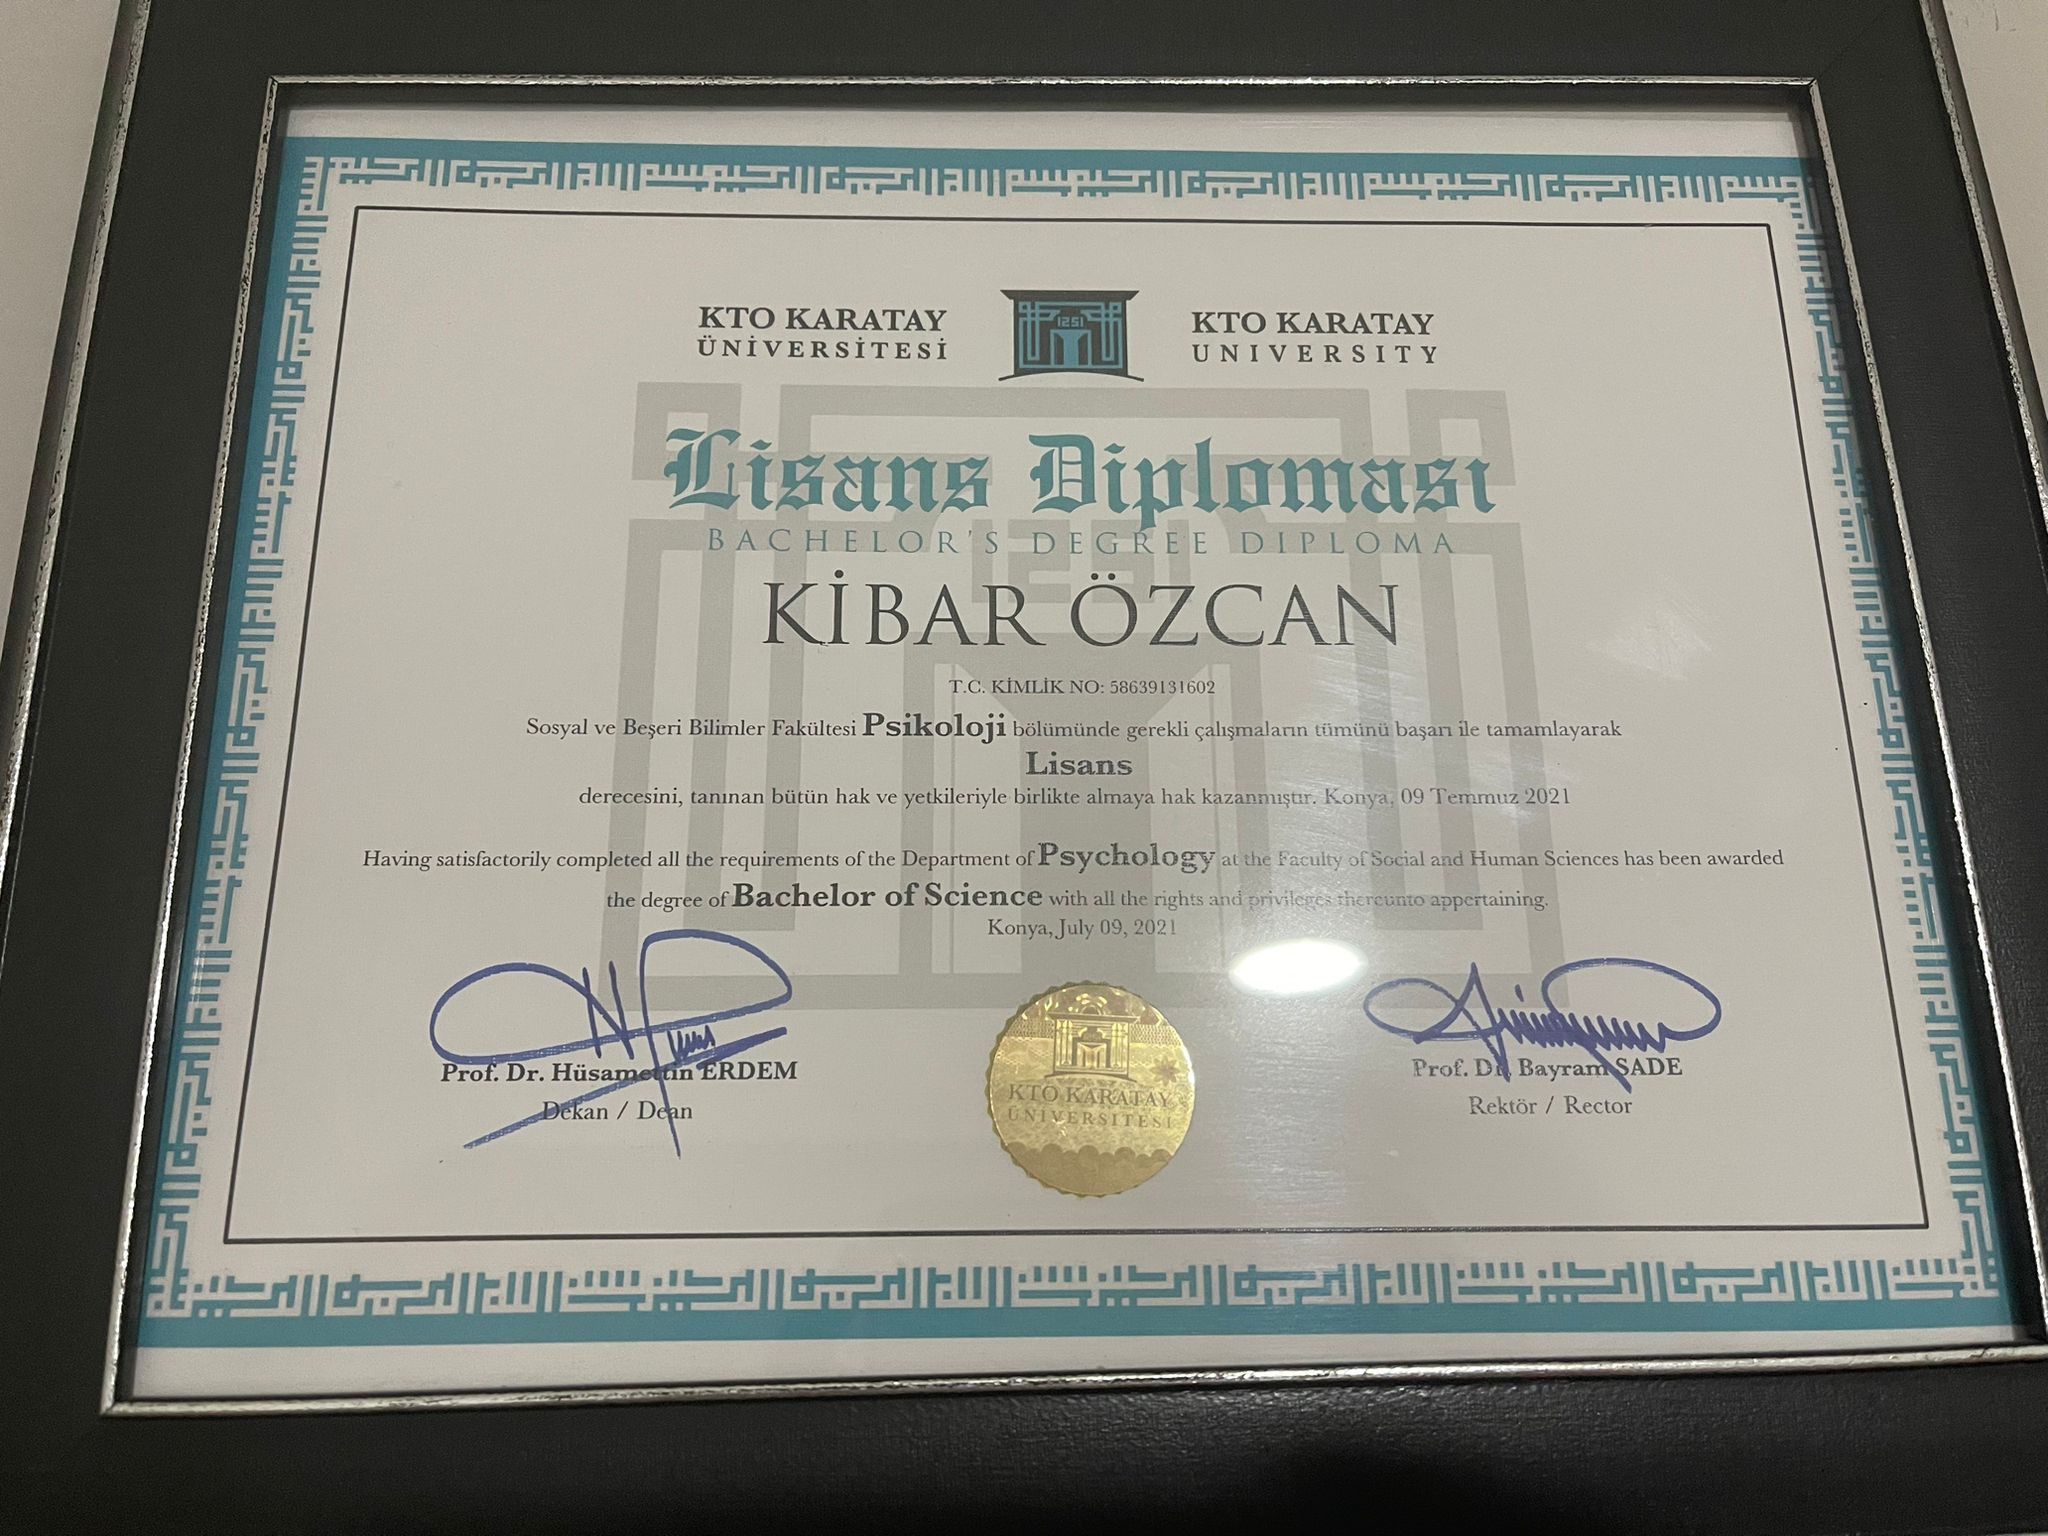 KTO KARATAY
ÜNİVERSİTESİ
1251
KTO KARATAY
UNIVERSITY
Lisans Diploması
BACHELOR'S DEGREE DIPLOMA
1251
KİBAR ÖZCAN
T.C. KİMLİK NO: 58639131602
Sosyal ve Beşeri Bilimler Fakültesi Psikoloji bölümünde gerekli çalışmaların tümünü başarı ile tamamlayarak
Lisans
derecesini, tanınan bütün hak ve yetkileriyle birlikte almaya hak kazanmıştır. Konya, 09 Temmuz 2021
Having satisfactorily completed all the requirements of the Department of Psychology at the Faculty of Social and Human Sciences has been awarded
the degree of Bachelor of Science with all the rights and privileges thereunto appertaining.
Konya, July 09, 2021
Prof. Dr. Hüsamettin ERDEM
Dekan / Dean
KTO KARATAY
ÜNİVERSİTESİ
Prof. Dr. Bayram SADE
Rektör / Rector